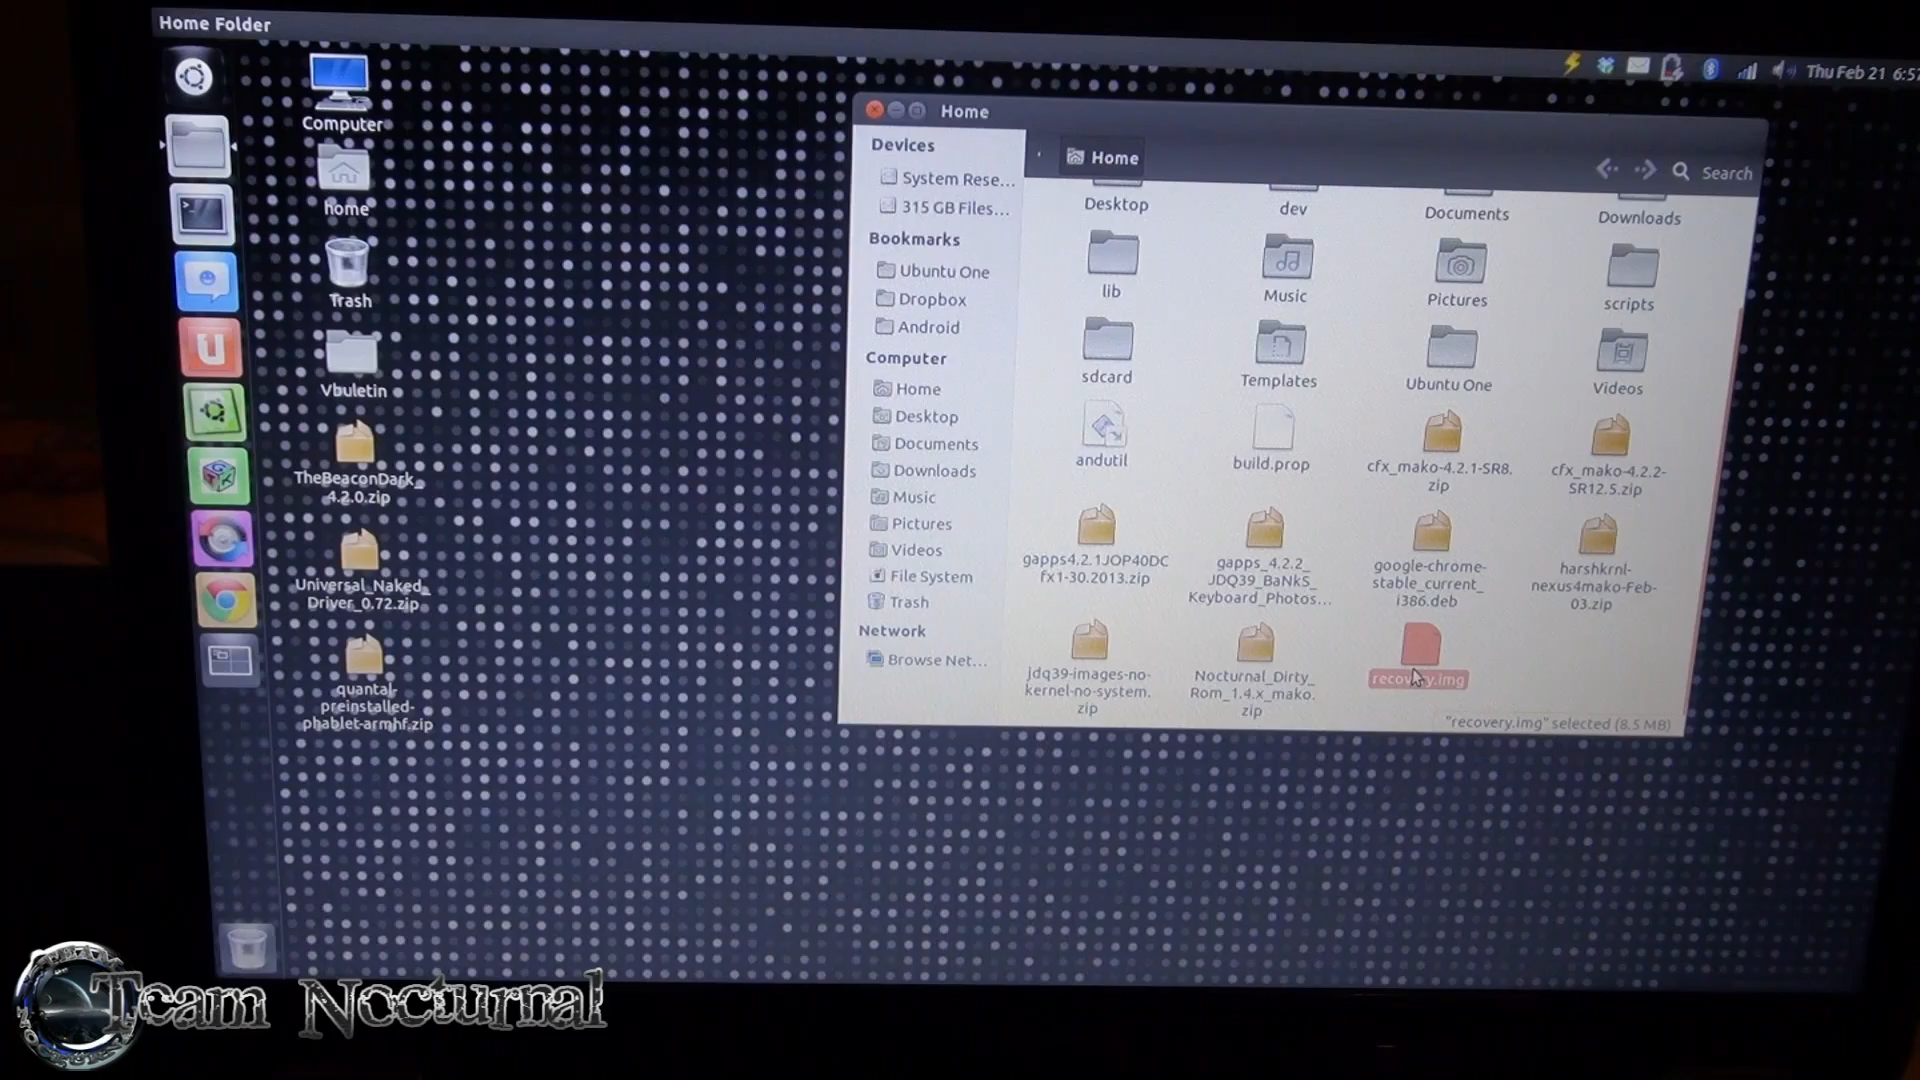 Home Folder
Thu Feb 21 6:57
Computer
home
Trash
Vbuletin
TheBeaconDark_
4.2.0.zip
Universal_Naked_
Driver_0.72.zip
quantal-
preinstalled-
phablet-armhf.zip
Home
Devices
System Rese...
315 GB Files...
Bookmarks
Ubuntu One
Dropbox
Android
Computer
Home
Desktop
Documents
Downloads
Music
Pictures
Videos
File System
Trash
Network
Browse Net...
Home
Search
Desktop
dev
Documents
Downloads
lib
Music
Pictures
scripts
sdcard
Templates
Ubuntu One
Videos
andutil
build.prop
cfx_mako-4.2.1-SR8.
zip
cfx_mako-4.2.2-
SR12.5.zip
gapps4.2.1JOP40DC
fx1-30.2013.zip
gapps_4.2.2_
JDQ39_BaNkS_
Keyboard_Photos...
google-chrome-
stable_current_
i386.deb
harshkrnl-
nexus4mako-Feb-
03.zip
jdq39-images-no-
kernel-no-system.
zip
Nocturnal_Dirty_
Rom_1.4.x_mako.
zip
recovery.img
"recovery.img" selected (8.5 MB)
Team Nocturnal